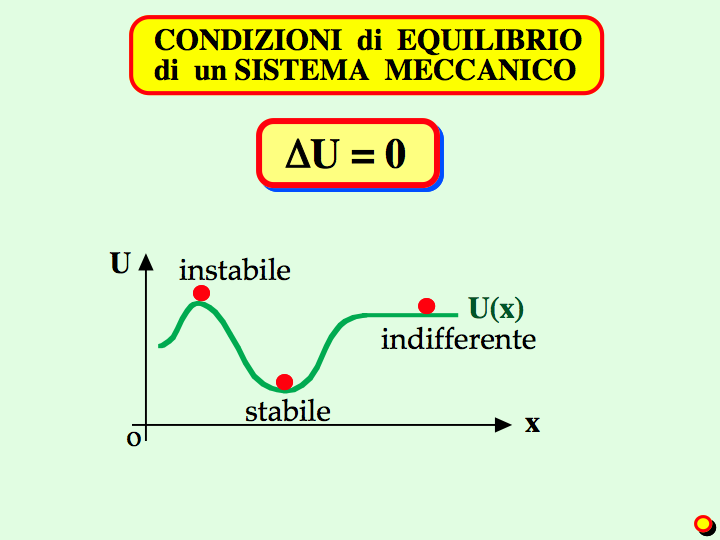 CONDIZIONI di EQUILIBRIO
di un SISTEMA MECCANICO
ΔU = 0
U
instabile
U(x)
indifferente
stabile
x
o